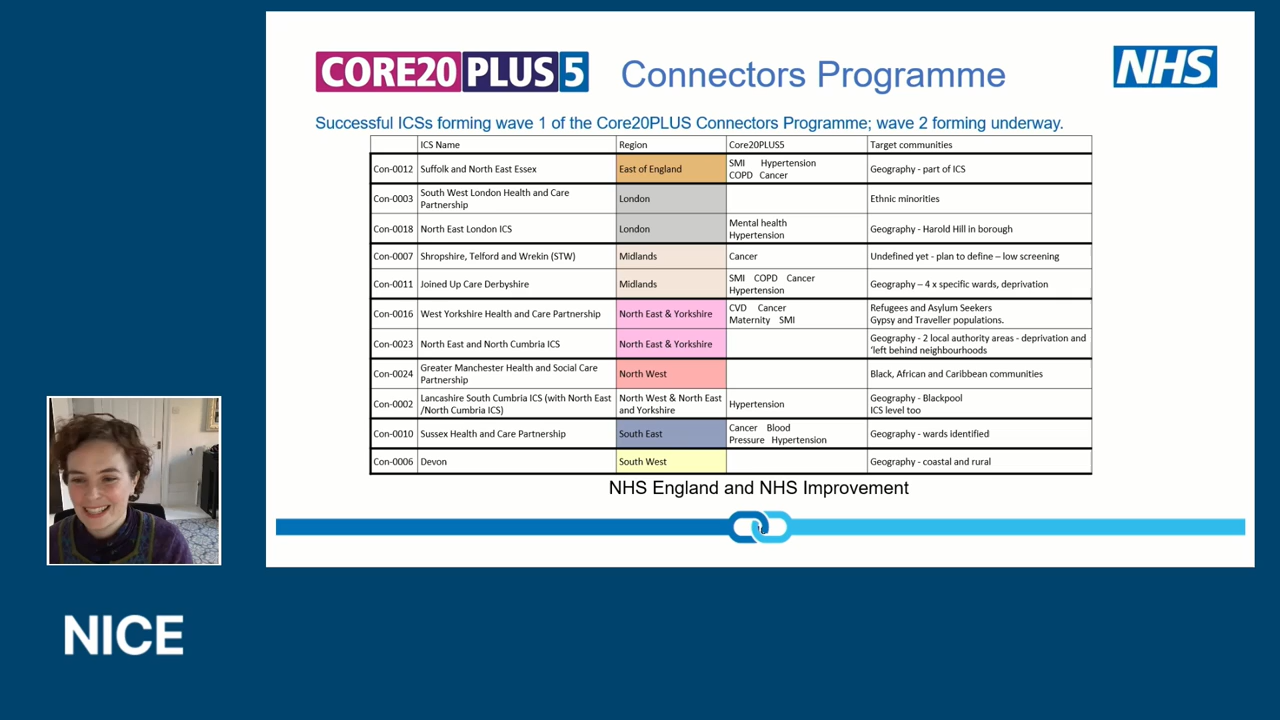 CORE20 PLUS 5 Connectors Programme
NHS
Successful ICSs forming wave 1 of the Core20PLUS Connectors Programme; wave 2 forming underway.
ICS Name Region Core20PLUS5 Target communities
Con-0012 Suffolk and North East Essex East of England SMI Hypertension
COPD Cancer Geography - part of ICS
Con-0003 South West London Health and Care
Partnership London Ethnic minorities
Con-0018 North East London ICS London Mental health
Hypertension Geography - Harold Hill in borough
Con-0007 Shropshire, Telford and Wrekin (STW) Midlands Cancer Undefined yet - plan to define – low screening
Con-0011 Joined Up Care Derbyshire Midlands SMI COPD Cancer
Hypertension Geography – 4 x specific wards, deprivation
Con-0016 West Yorkshire Health and Care Partnership North East & Yorkshire CVD Cancer
Maternity SMI Refugees and Asylum Seekers
Gypsy and Traveller populations.
Con-0023 North East and North Cumbria ICS North East & Yorkshire Geography - 2 local authority areas - deprivation and
'left behind neighbourhoods
Con-0024 Greater Manchester Health and Social Care
Partnership North West Black, African and Caribbean communities
Con-0002 Lancashire South Cumbria ICS (with North East
/North Cumbria ICS) North West & North East
and Yorkshire Hypertension Geography - Blackpool
ICS level too
Con-0010 Sussex Health and Care Partnership South East Cancer Blood
Pressure Hypertension Geography - wards identified
Con-0006 Devon South West Geography - coastal and rural
NHS England and NHS Improvement
NICE